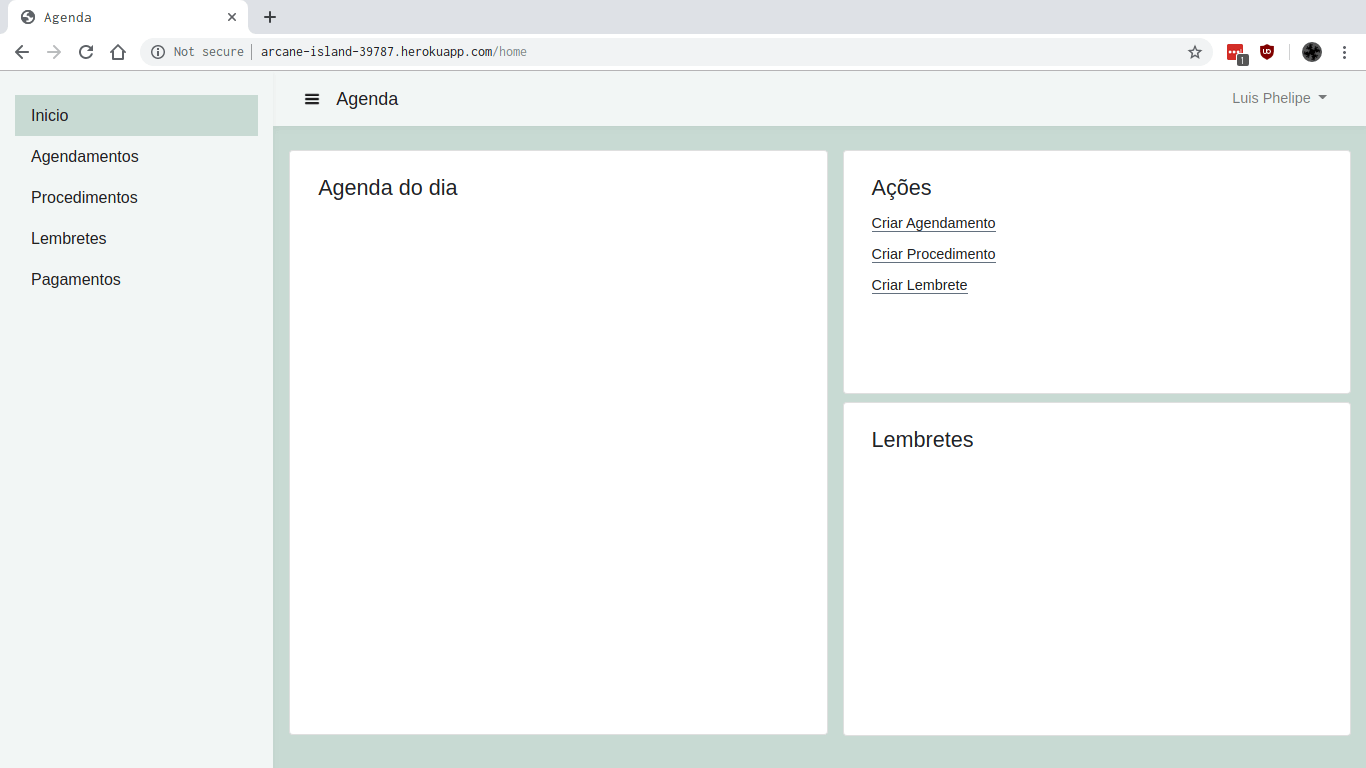 Agenda
Not secure
arcane-island-39787.herokuapp.com/home
1
Inicio
Agendamentos
Procedimentos
Lembretes
Pagamentos
Agenda
Luis Phelipe
Agenda do dia
Ações
Criar Agendamento
Criar Procedimento
Criar Lembrete
Lembretes